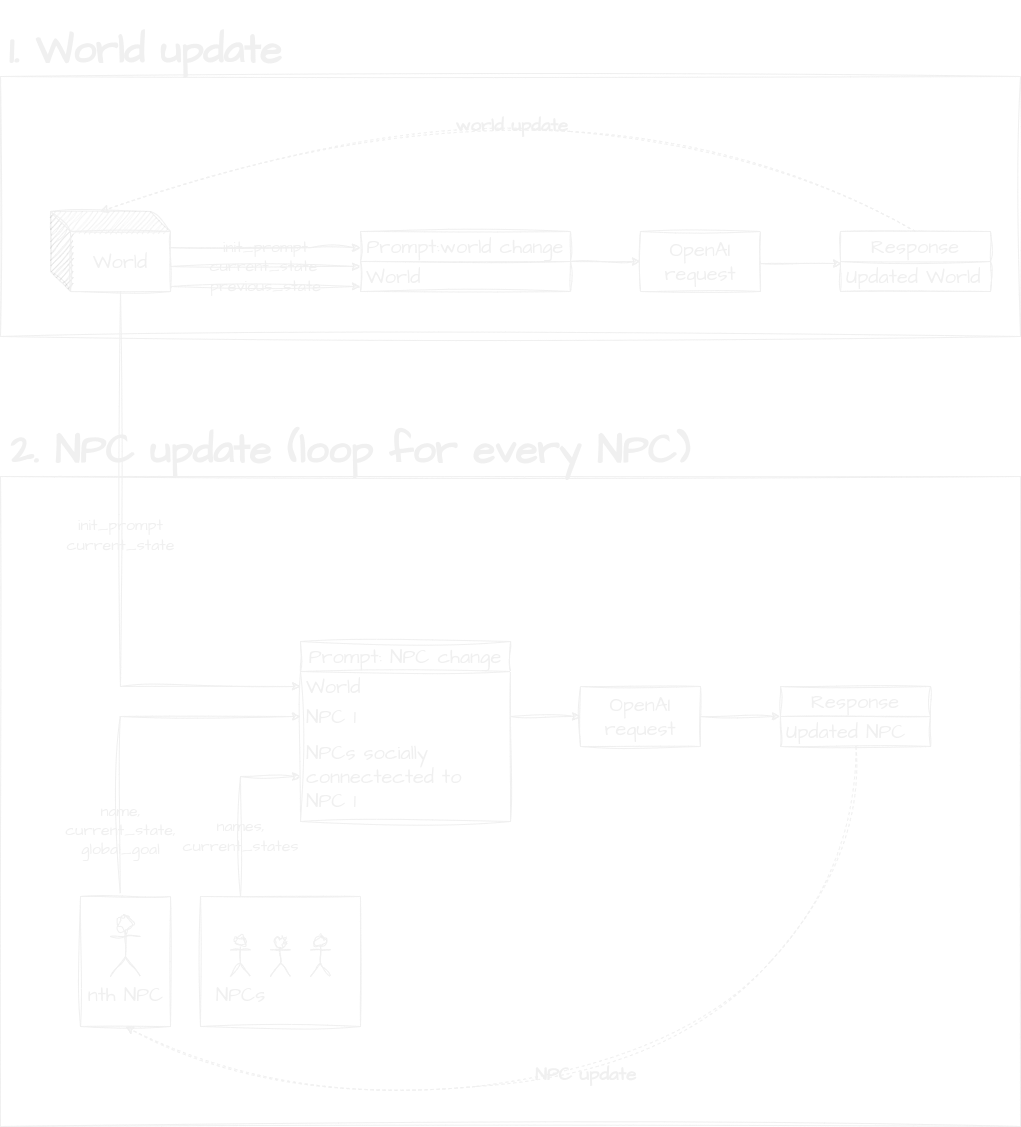 1. World update
world update
World
init_prompt
current_state
previous_state
Prompt:world change
World
OpenAI
request
Response
Updated World
2. NPC update (loop for every NPC)
init_prompt
current_state
Prompt: NPC change
World
NPC 1
NPCs socially
connectected to
NPC 1
OpenAI
request
Response
Updated NPC
name,
current_state
global_goal
names,
current_states
nth NPC
NPCs
NPC update